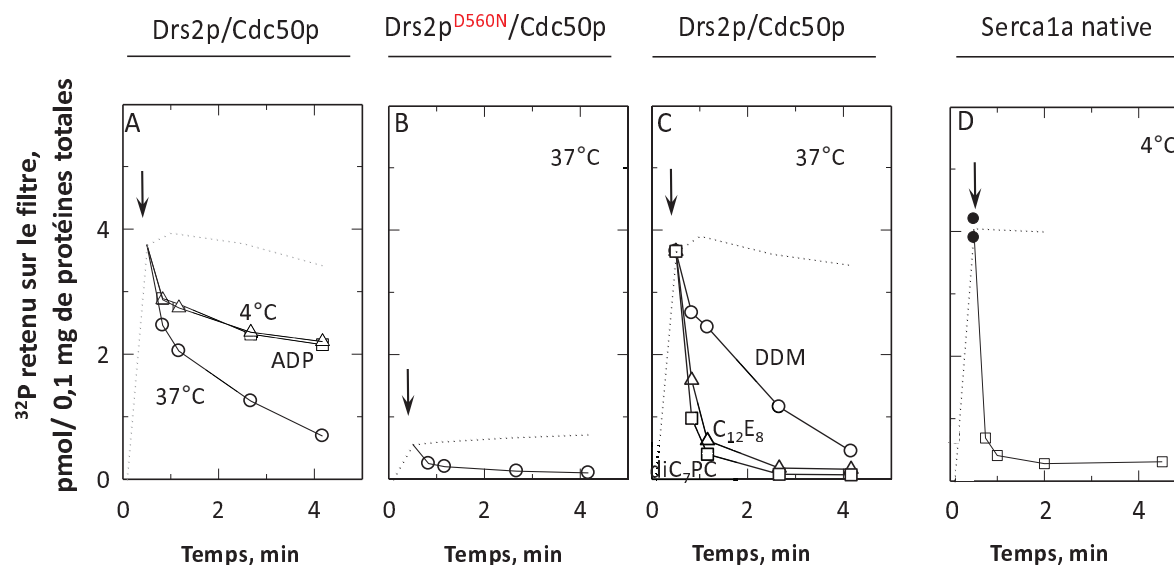 Drs2p/Cdc50p
Drs2pD560N/Cdc50p
Drs2p/Cdc50p
Serca1a native
32P retenu sur le filtre,
pmol/ 0,1 mg de protéines totales
A
4°C
ADP
37°C
B
37°C
C
37°C
DDM
C12E8
diC7PC
D
4°C
4
2
0
0 2 4
0 2 4
0 2 4
0 2 4
Temps, min
Temps, min
Temps, min
Temps, min